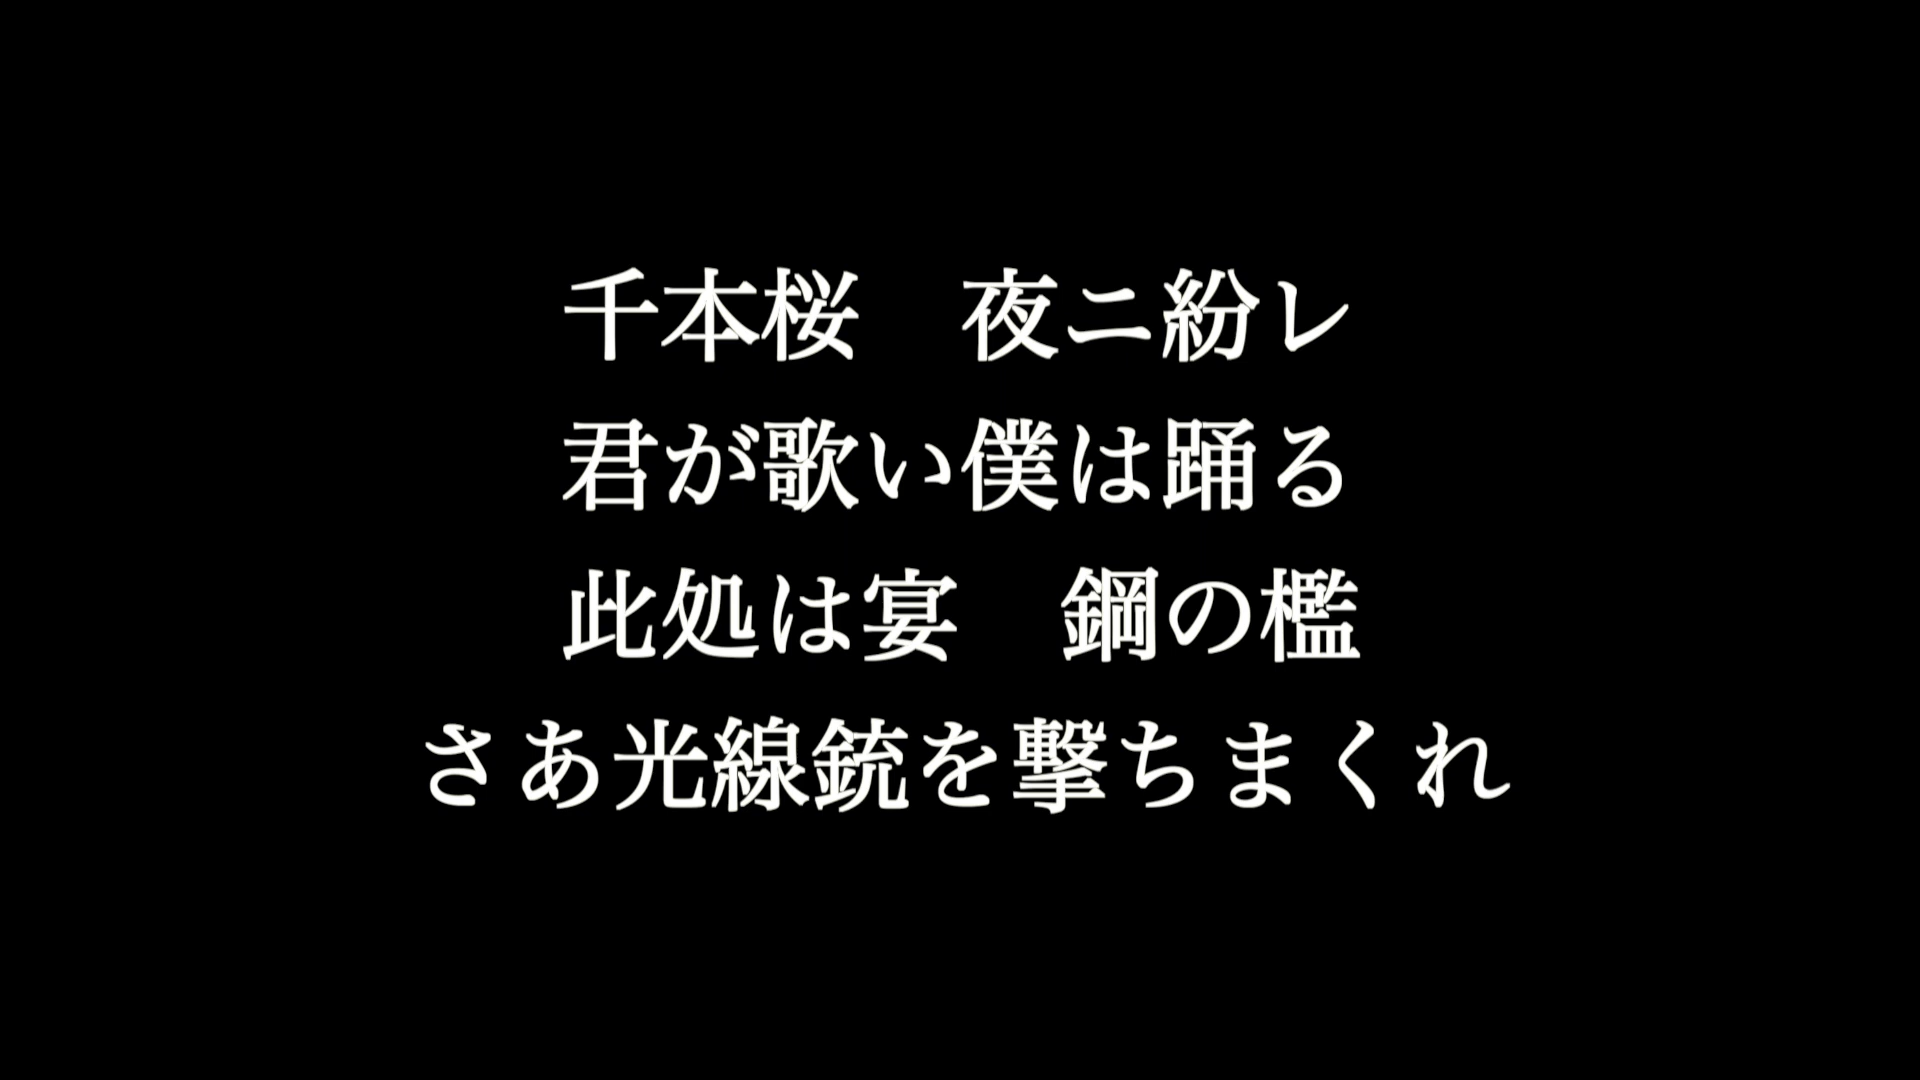 千本桜　夜ニ紛レ
君が歌い僕は踊る
此処は宴　鋼の檻
さあ光線銃を撃ちまくれ